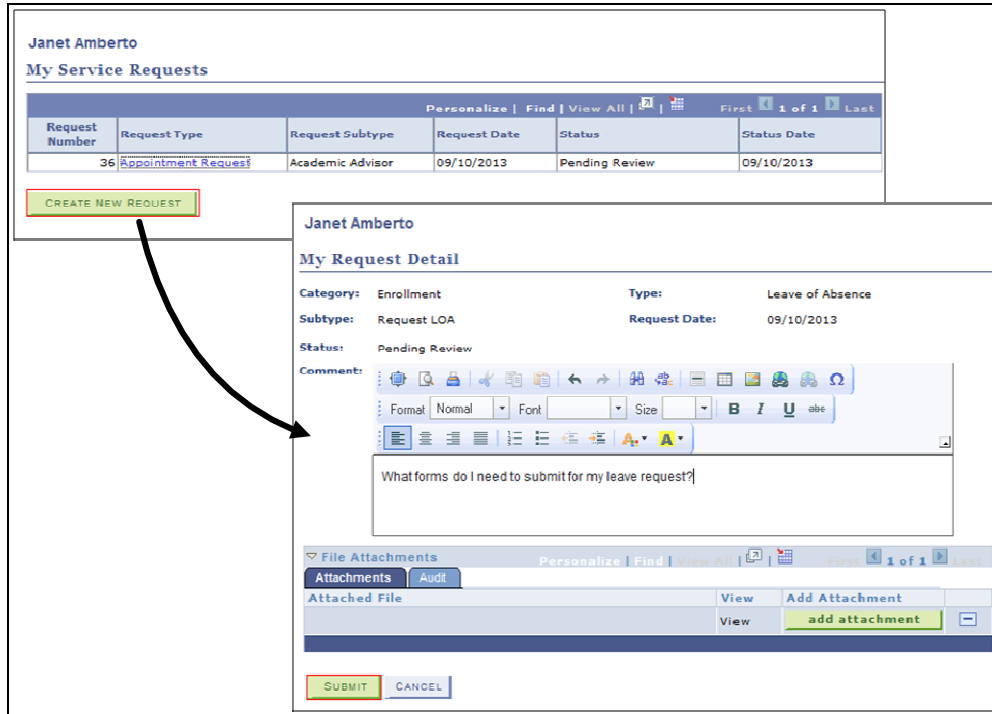 Janet Amberto
My Service Requests
Personalize | Find | View All | | First 1 of 1 Last
Request Number Request Type Request Subtype Request Date Status Status Date
36 Appointment Request Academic Advisor 09/10/2013 Pending Review 09/10/2013
CREATE NEW REQUEST
Janet Amberto
My Request Detail
Category: Enrollment Type: Leave of Absence
Subtype: Request LOA Request Date: 09/10/2013
Status: Pending Review
Comment:
Format Normal Font Size B I U abc
What forms do I need to submit for my leave request?
File Attachments Personalize | Find | View All | | First 1 of 1 Last
Attachments Audit
Attached File View Add Attachment
View add attachment
SUBMIT CANCEL